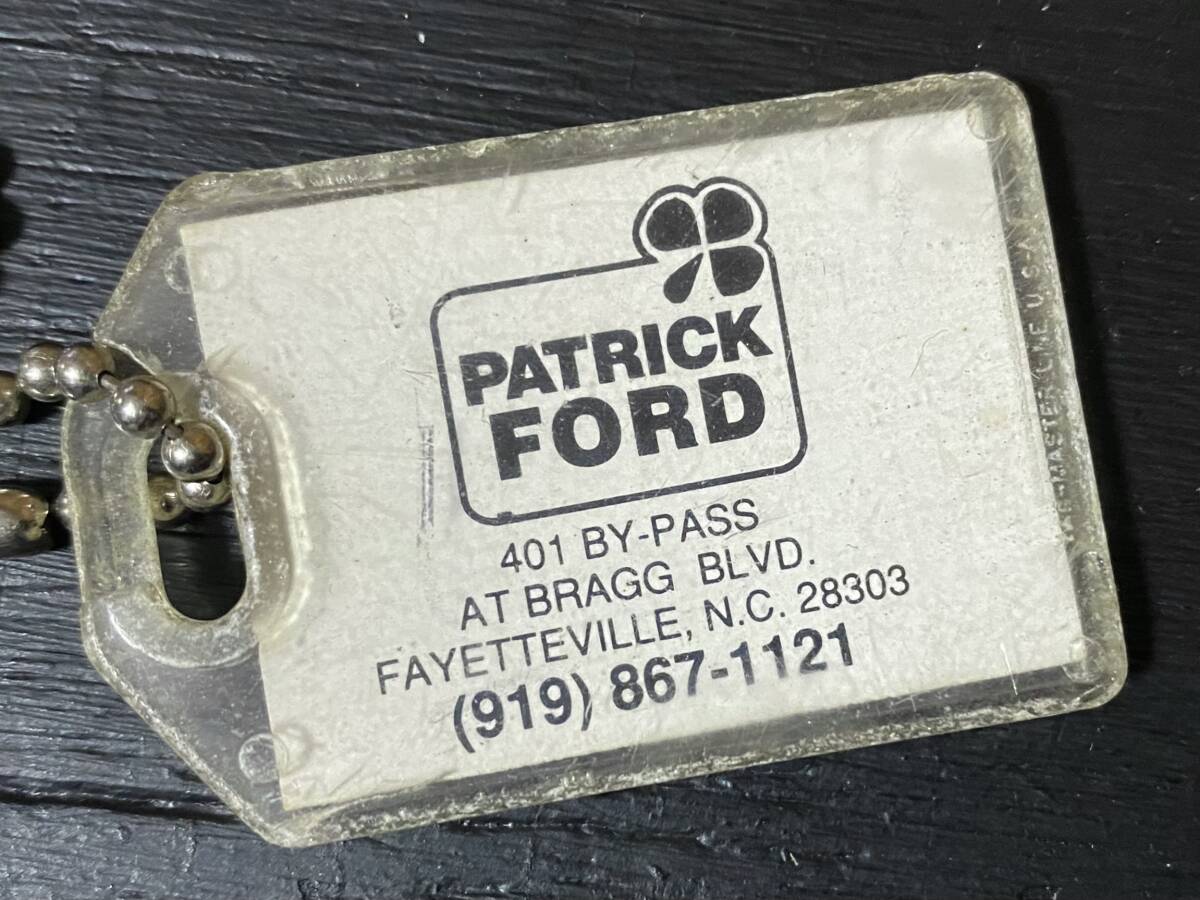 PATRICK
FORD
401 BY-PASS
AT BRAGG BLVD.
FAYETTEVILLE, N.C. 28303
(919) 867-1121
U.S.A.